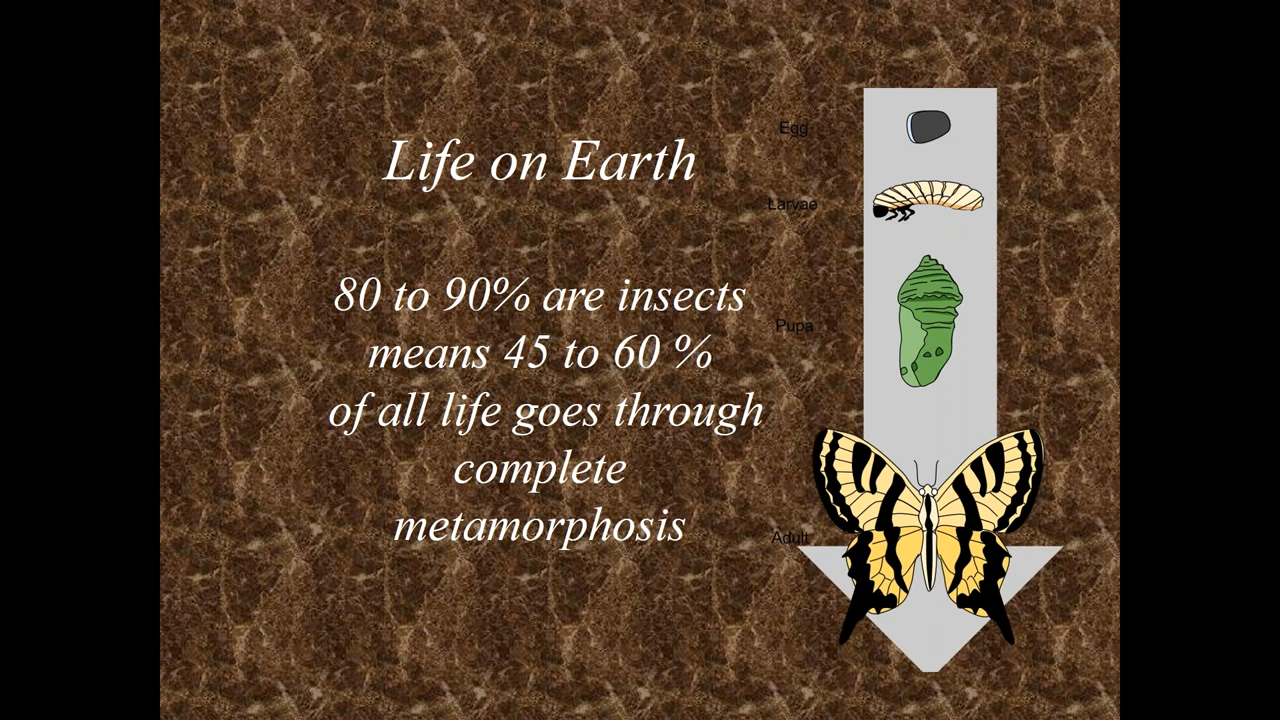 Life on Earth
80 to 90% are insects
means 45 to 60 %
of all life goes through
complete
metamorphosis
Egg
Larvae
Pupa
Adult